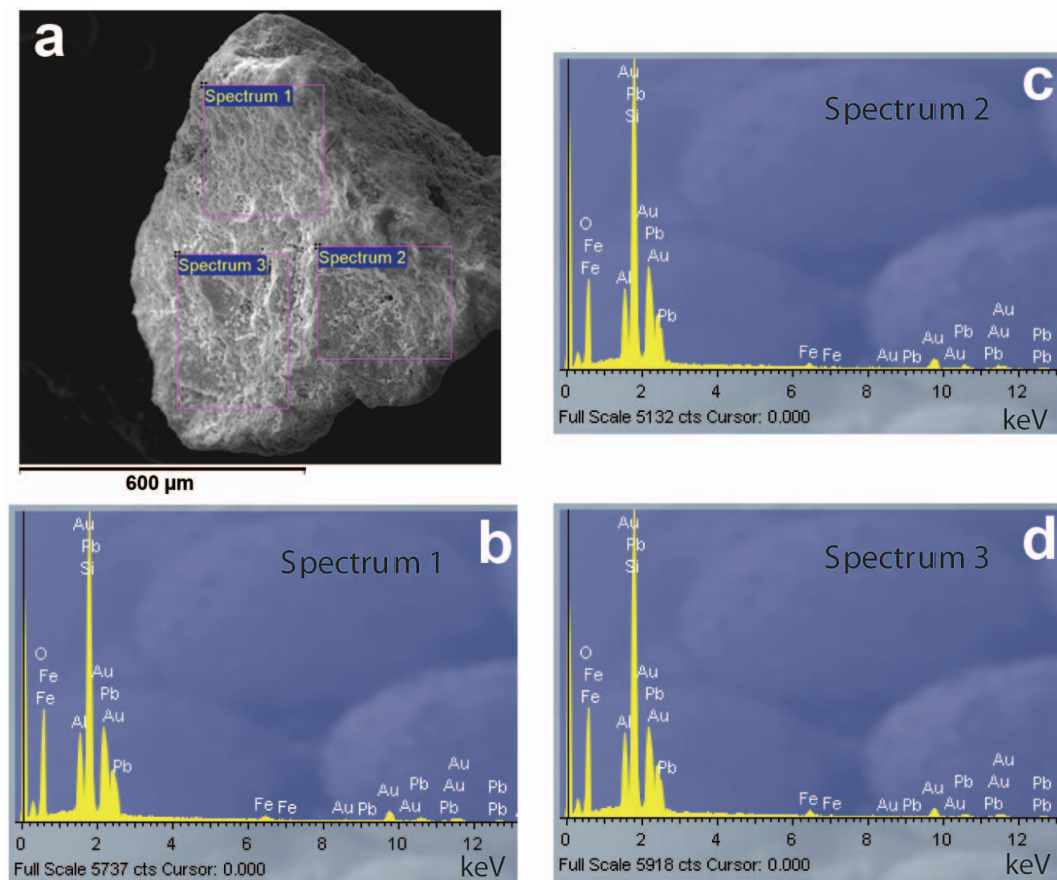 a
Spectrum 1
Spectrum 3
Spectrum 2
600 µm
c
Spectrum 2
Au
Pb
Si
O
Fe
Fe
Al
Au
Pb
Au
Pb
Fe Fe
Au Pb
Au
Au
Pb
Au
Au
Pb
Pb
Pb
0 2 4 6 8 10 12
Full Scale 5132 cts Cursor: 0.000
keV
b
Spectrum 1
Au
Pb
Si
O
Fe
Fe
Al
Au
Pb
Au
Pb
Fe Fe
Au Pb
Au
Au
Pb
Au
Au
Pb
Pb
Pb
0 2 4 6 8 10 12
Full Scale 5737 cts Cursor: 0.000
keV
d
Spectrum 3
Au
Pb
Si
O
Fe
Fe
Al
Au
Pb
Au
Pb
Fe Fe
Au Pb
Au
Au
Pb
Au
Au
Pb
Pb
Pb
0 2 4 6 8 10 12
Full Scale 5918 cts Cursor: 0.000
keV